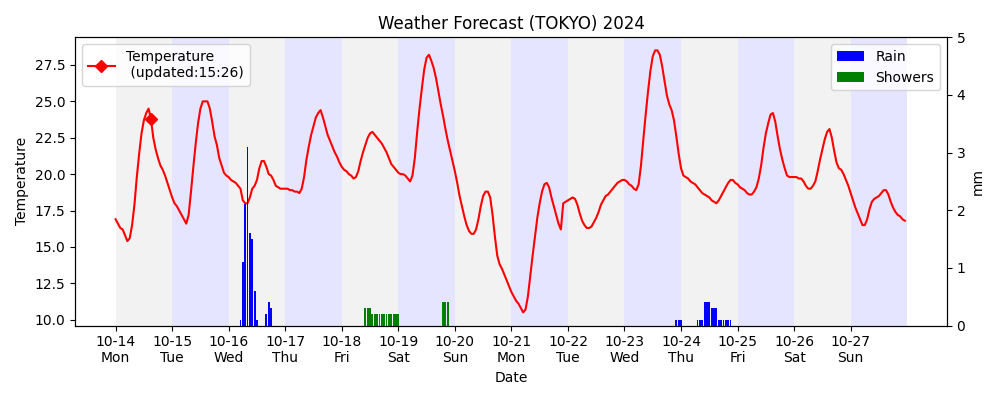 Weather Forecast (TOKYO) 2024
Temperature
(updated:15:26)
Rain
Showers
Temperature
27.5
25.0
22.5
20.0
17.5
15.0
12.5
10.0
5
4
3
2
1
0
mm
10-14 10-15 10-16 10-17 10-18 10-19 10-20 10-21 10-22 10-23 10-24 10-25 10-26 10-27
Mon Tue Wed Thu Fri Sat Sun Mon Tue Wed Thu Fri Sat Sun
Date